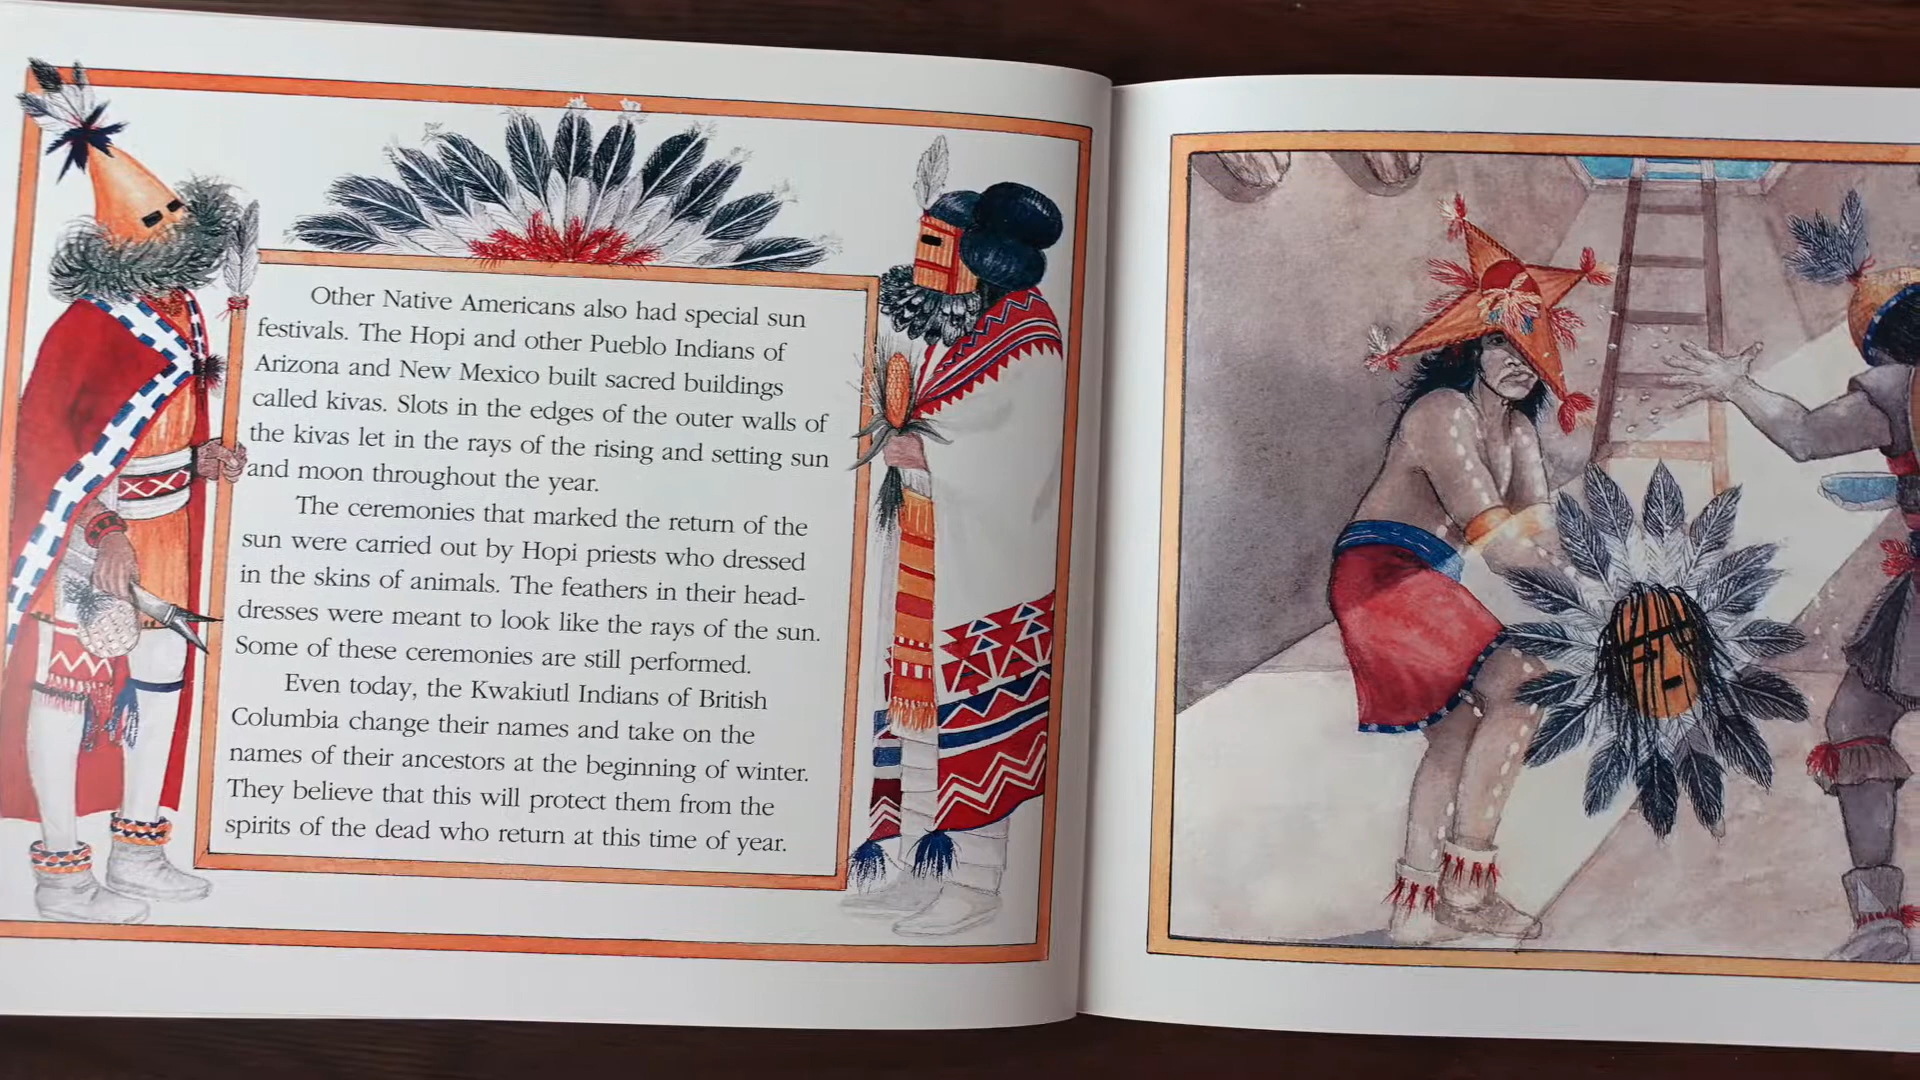 Other Native Americans also had special sun
festivals. The Hopi and other Pueblo Indians of
Arizona and New Mexico built sacred buildings
called kivas. Slots in the edges of the outer walls of
the kivas let in the rays of the rising and setting sun
and moon throughout the year.
The ceremonies that marked the return of the
sun were carried out by Hopi priests who dressed
in the skins of animals. The feathers in their head-
dresses were meant to look like the rays of the sun.
Some of these ceremonies are still performed.
Even today, the Kwakiutl Indians of British
Columbia change their names and take on the
names of their ancestors at the beginning of winter.
They believe that this will protect them from the
spirits of the dead who return at this time of year.